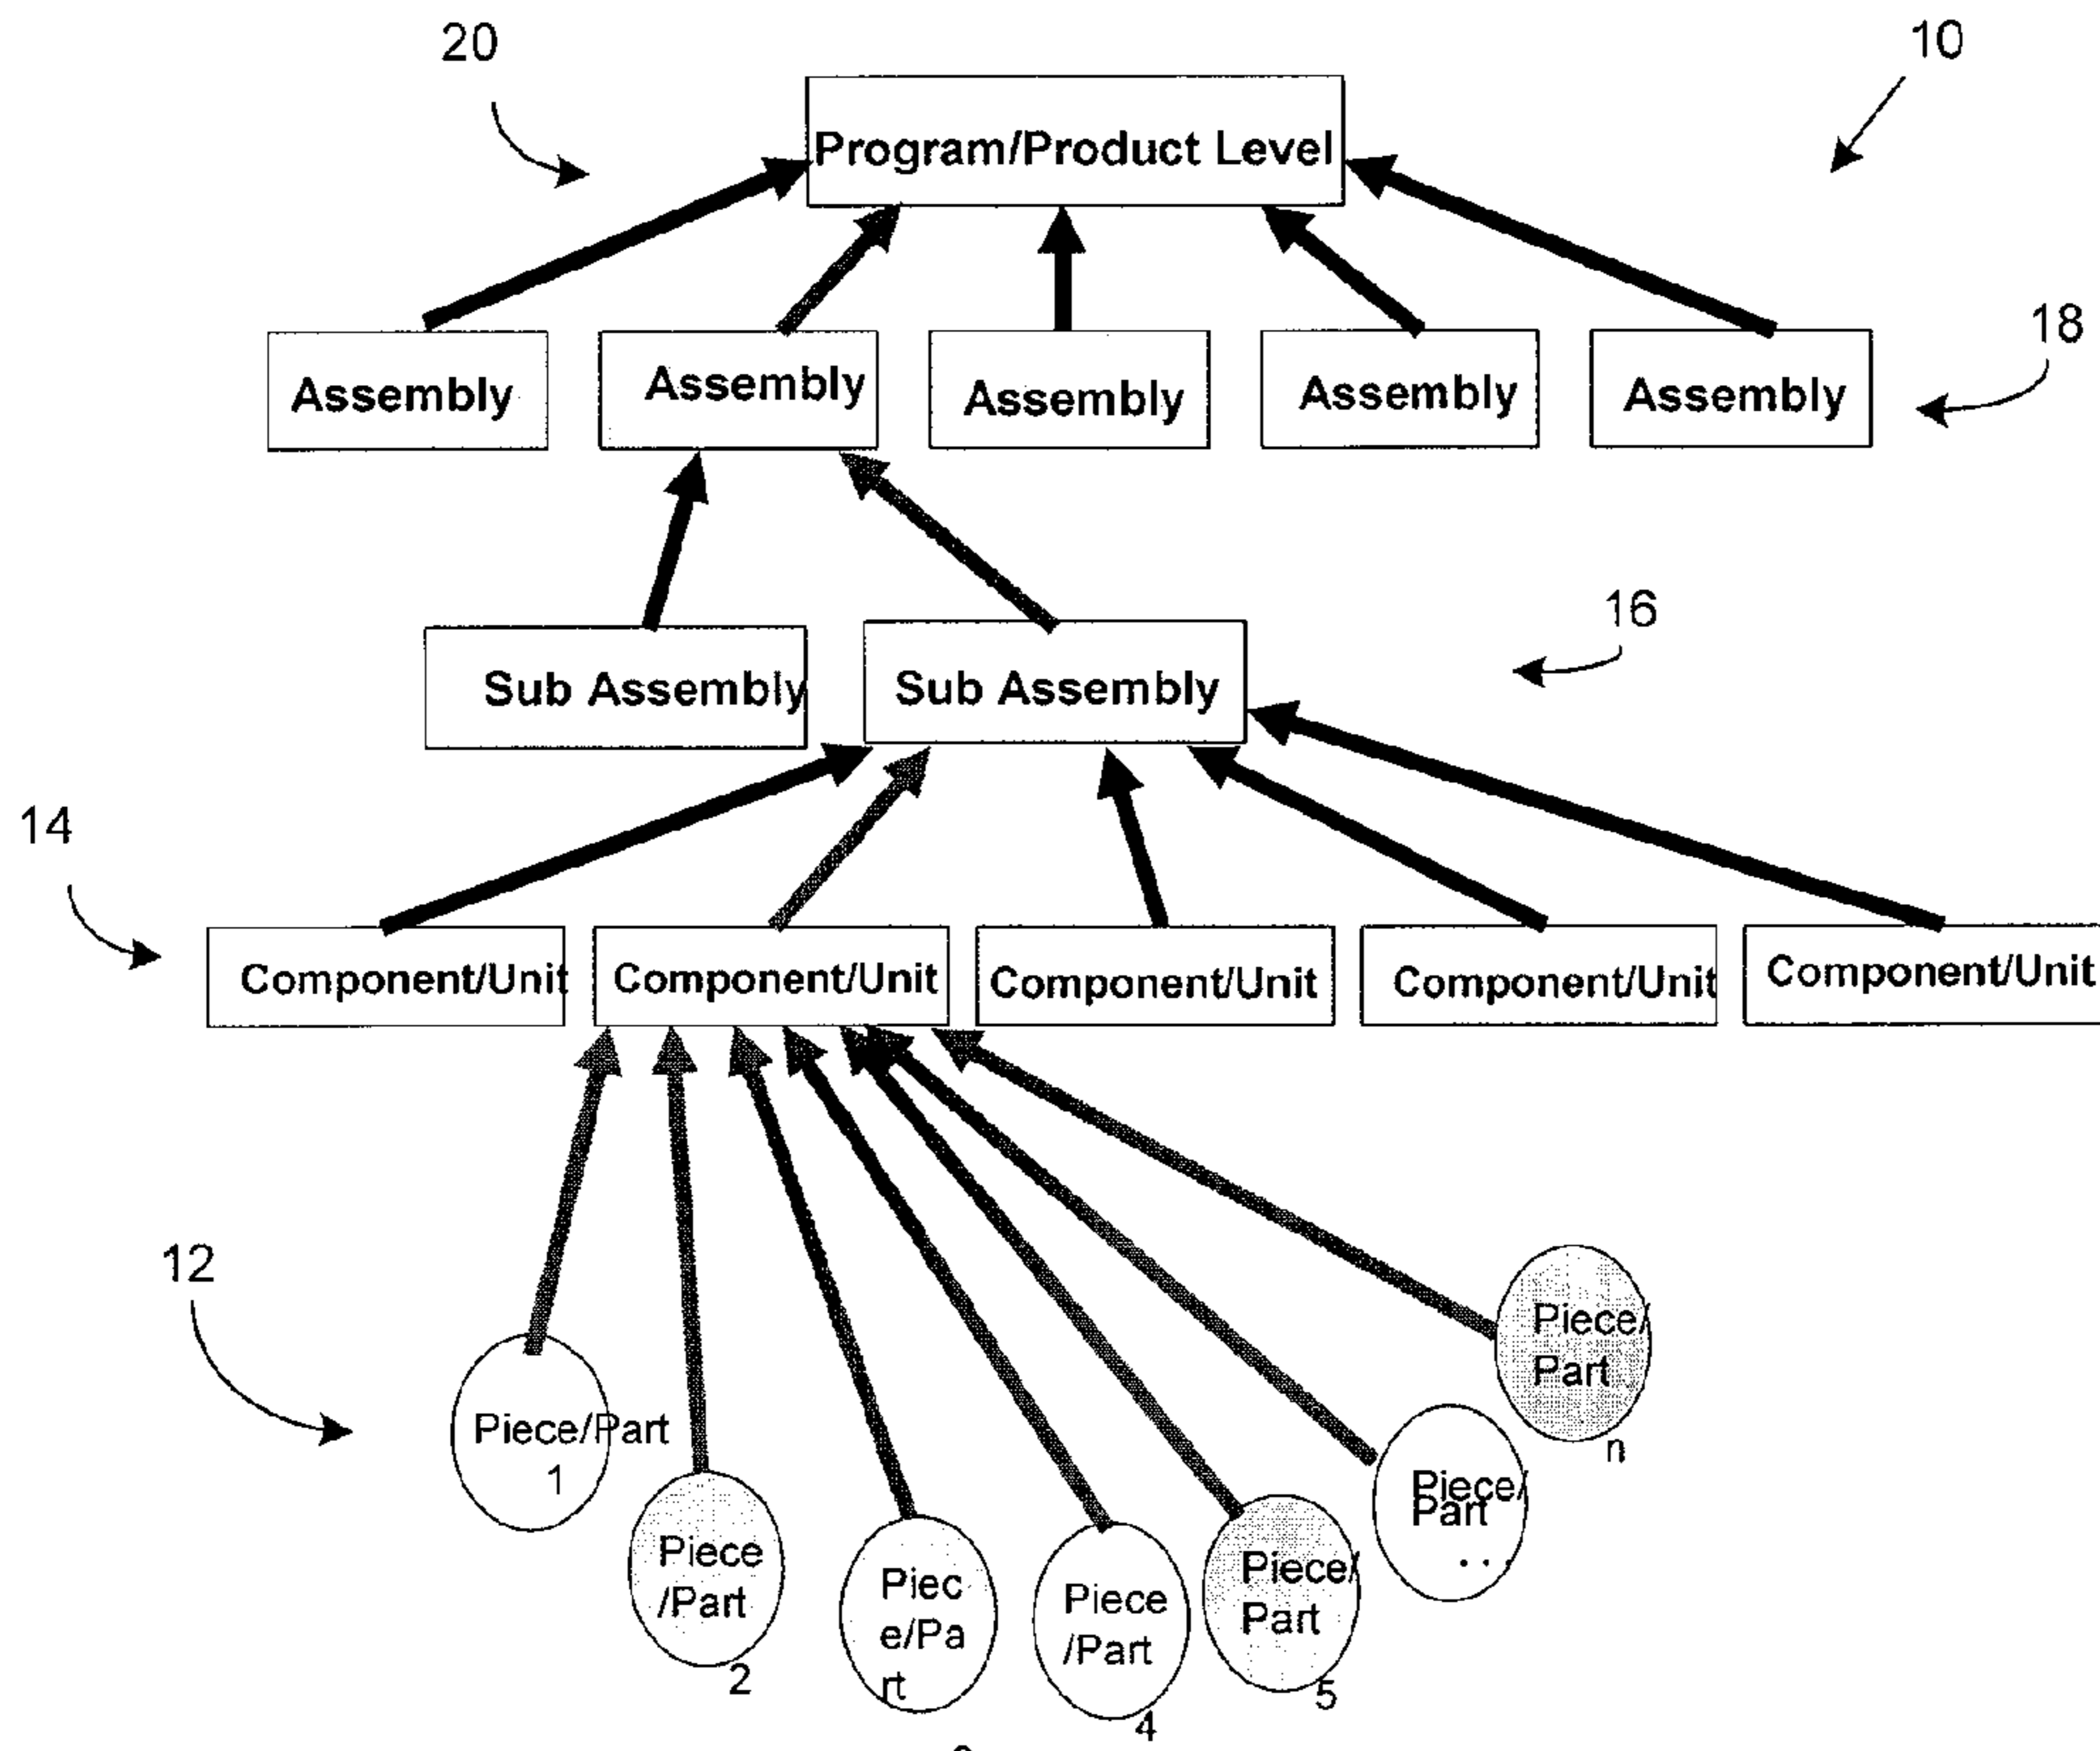 20
10
Program/Product Level
18
Assembly
Assembly
Assembly
Assembly
Assembly
16
Sub Assembly
Sub Assembly
14
Component/Unit
Component/Unit
Component/Unit
Component/Unit
Component/Unit
12
Piece/Part
1
Piece
/Part
2
Piec
e/Pa
rt
Piece
/Part
4
Piece/
Part
5
Piece/
Part
...
Piece/
Part
n